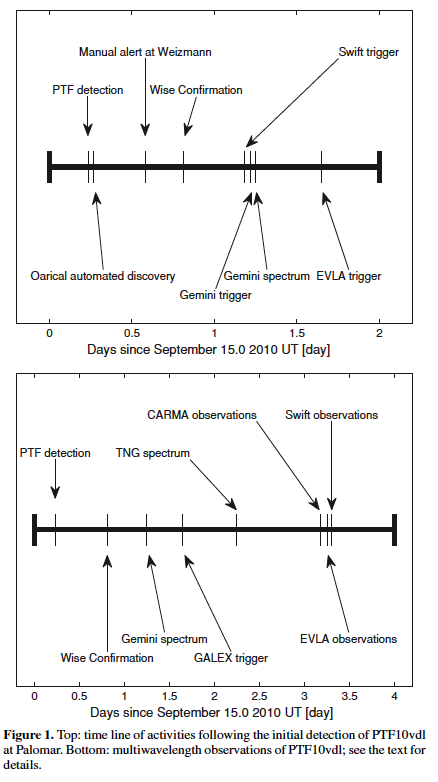 Manual alert at Weizmann
Swift trigger
PTF detection
Wise Confirmation
Oarical automated discovery
Gemini spectrum
EVLA trigger
Gemini trigger
0 0.5 1 1.5 2
Days since September 15.0 2010 UT [day]
CARMA observations
Swift observations
PTF detection
TNG spectrum
Gemini spectrum
EVLA observations
Wise Confirmation
GALEX trigger
0 0.5 1 1.5 2 2.5 3 3.5 4
Days since September 15.0 2010 UT [day]
Figure 1. Top: time line of activities following the initial detection of PTF10vdl
at Palomar. Bottom: multiwavelength observations of PTF10vdl; see the text for
details.